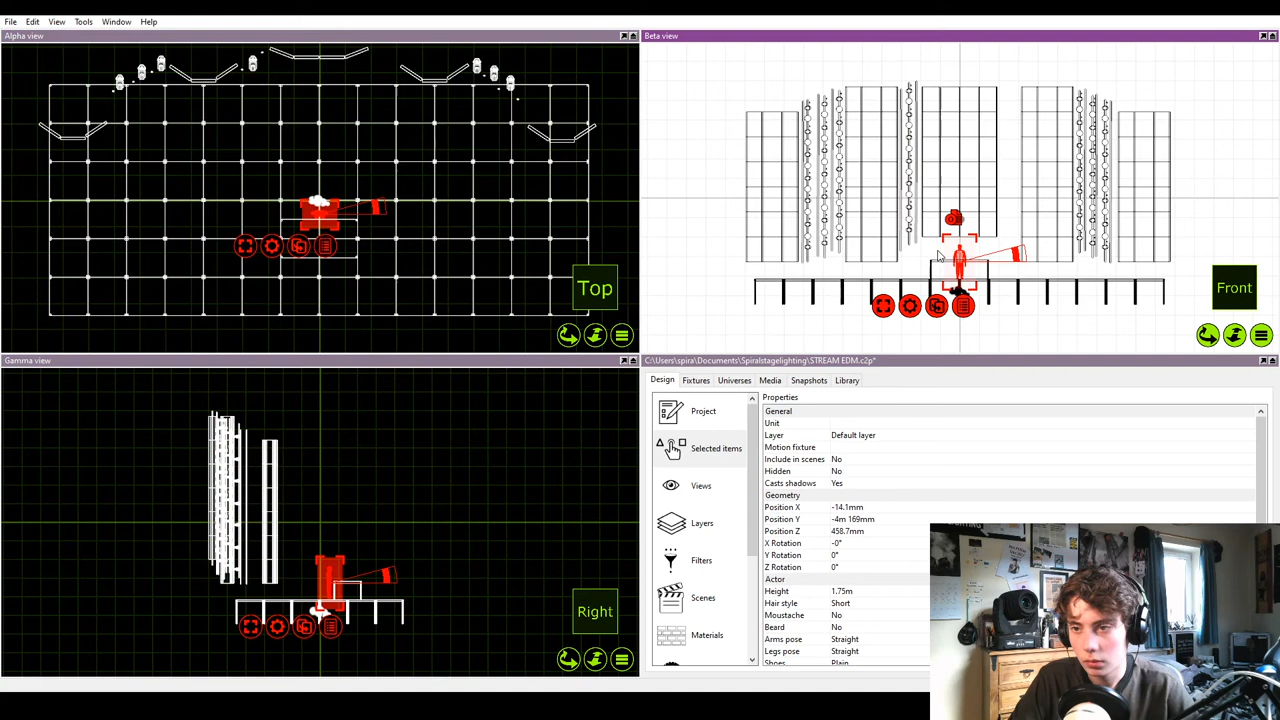 File Edit View Tools Window Help
Alpha view
Beta view
Top
Front
Gamma view
Right
C:\Users\spira\Documents\Spiralstagelighting\STREAM EDM.c2p*
Design Fixtures Universes Media Snapshots Library
Project
Selected items
Views
Layers
Filters
Scenes
Materials
Properties
General
Unit
Layer Default layer
Motion fixture
Include in scenes No
Hidden No
Casts shadows Yes
Geometry
Position X -14.1mm
Position Y -4m 169mm
Position Z 458.7mm
X Rotation -0°
Y Rotation 0°
Z Rotation 0°
Actor
Height 1.75m
Hair style Short
Moustache No
Beard No
Arms pose Straight
Legs pose Straight
Shoes Plain